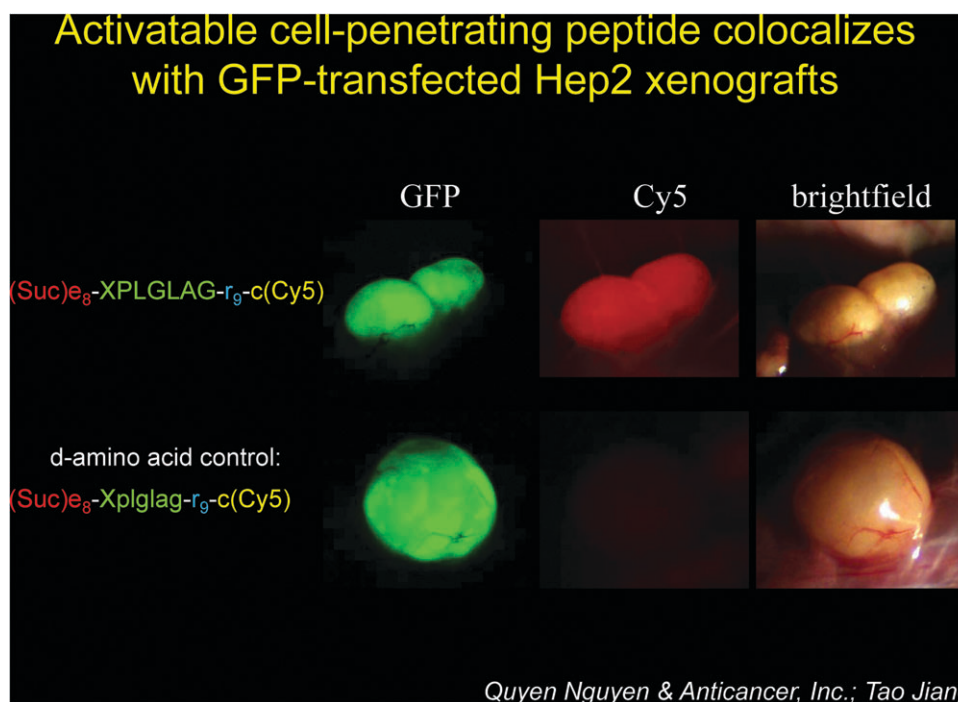 Activatable cell-penetrating peptide colocalizes
with GFP-transfected Hep2 xenografts
GFP Cy5 brightfield
(Suc)e₈-XPLGLAG-r₉-c(Cy5)
d-amino acid control:
(Suc)e₈-Xplglag-r₉-c(Cy5)
Quyen Nguyen & Anticancer, Inc.; Tao Jian